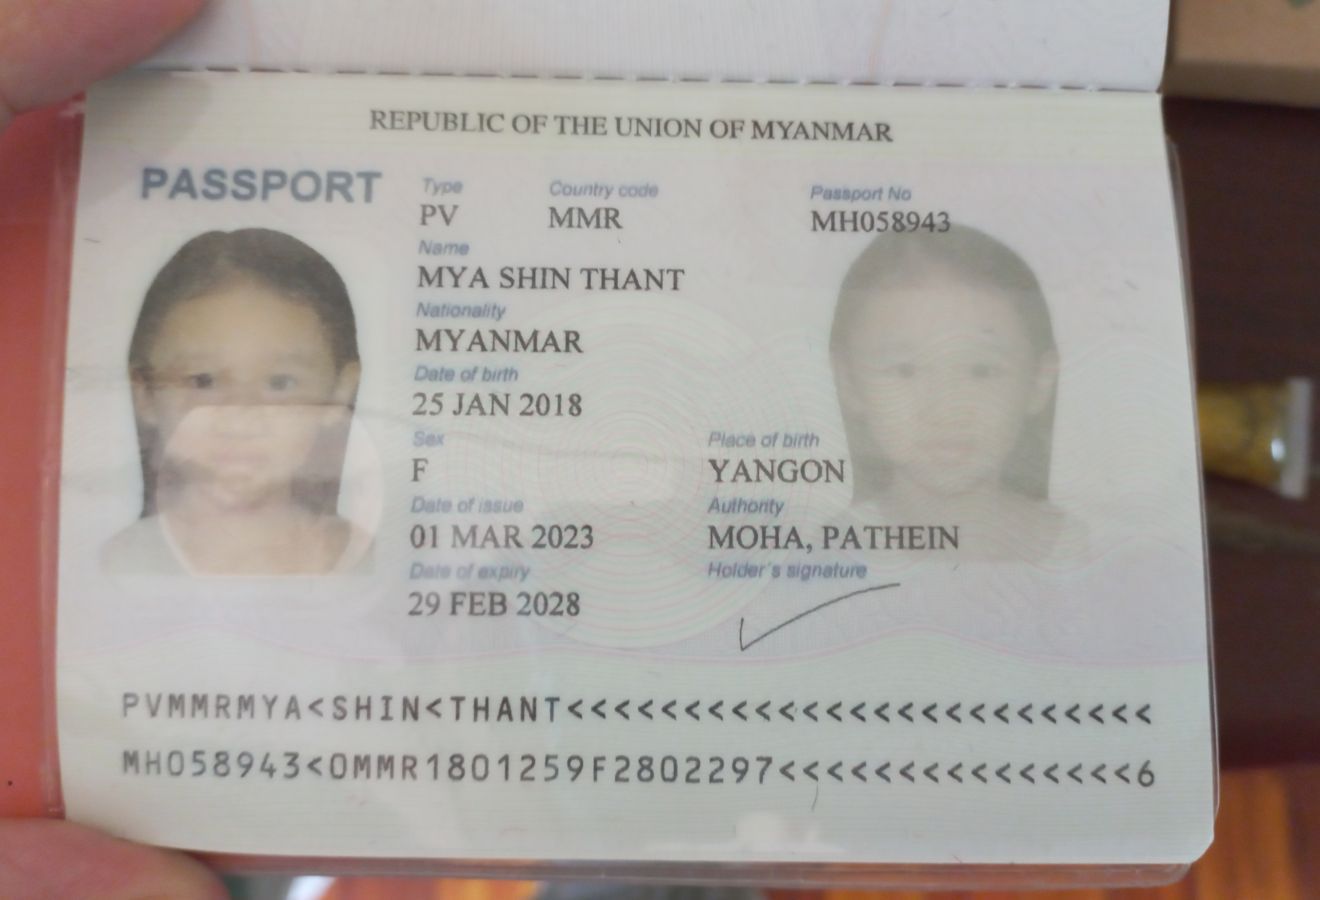 REPUBLIC OF THE UNION OF MYANMAR
PASSPORT
Type Country code Passport No
PV MMR MH058943
Name
MYA SHIN THANT
Nationality
MYANMAR
Date of birth
25 JAN 2018
Sex Place of birth
F YANGON
Date of issue Authority
01 MAR 2023 MOHA, PATHEIN
Date of expiry Holder's signature
29 FEB 2028
PVMMRMYA<SHIN<THANT<<<<<<<<<<<<<<<<<<<<<<<<<
MH058943<0MMR1801259F2802297<<<<<<<<<<<<<<<6